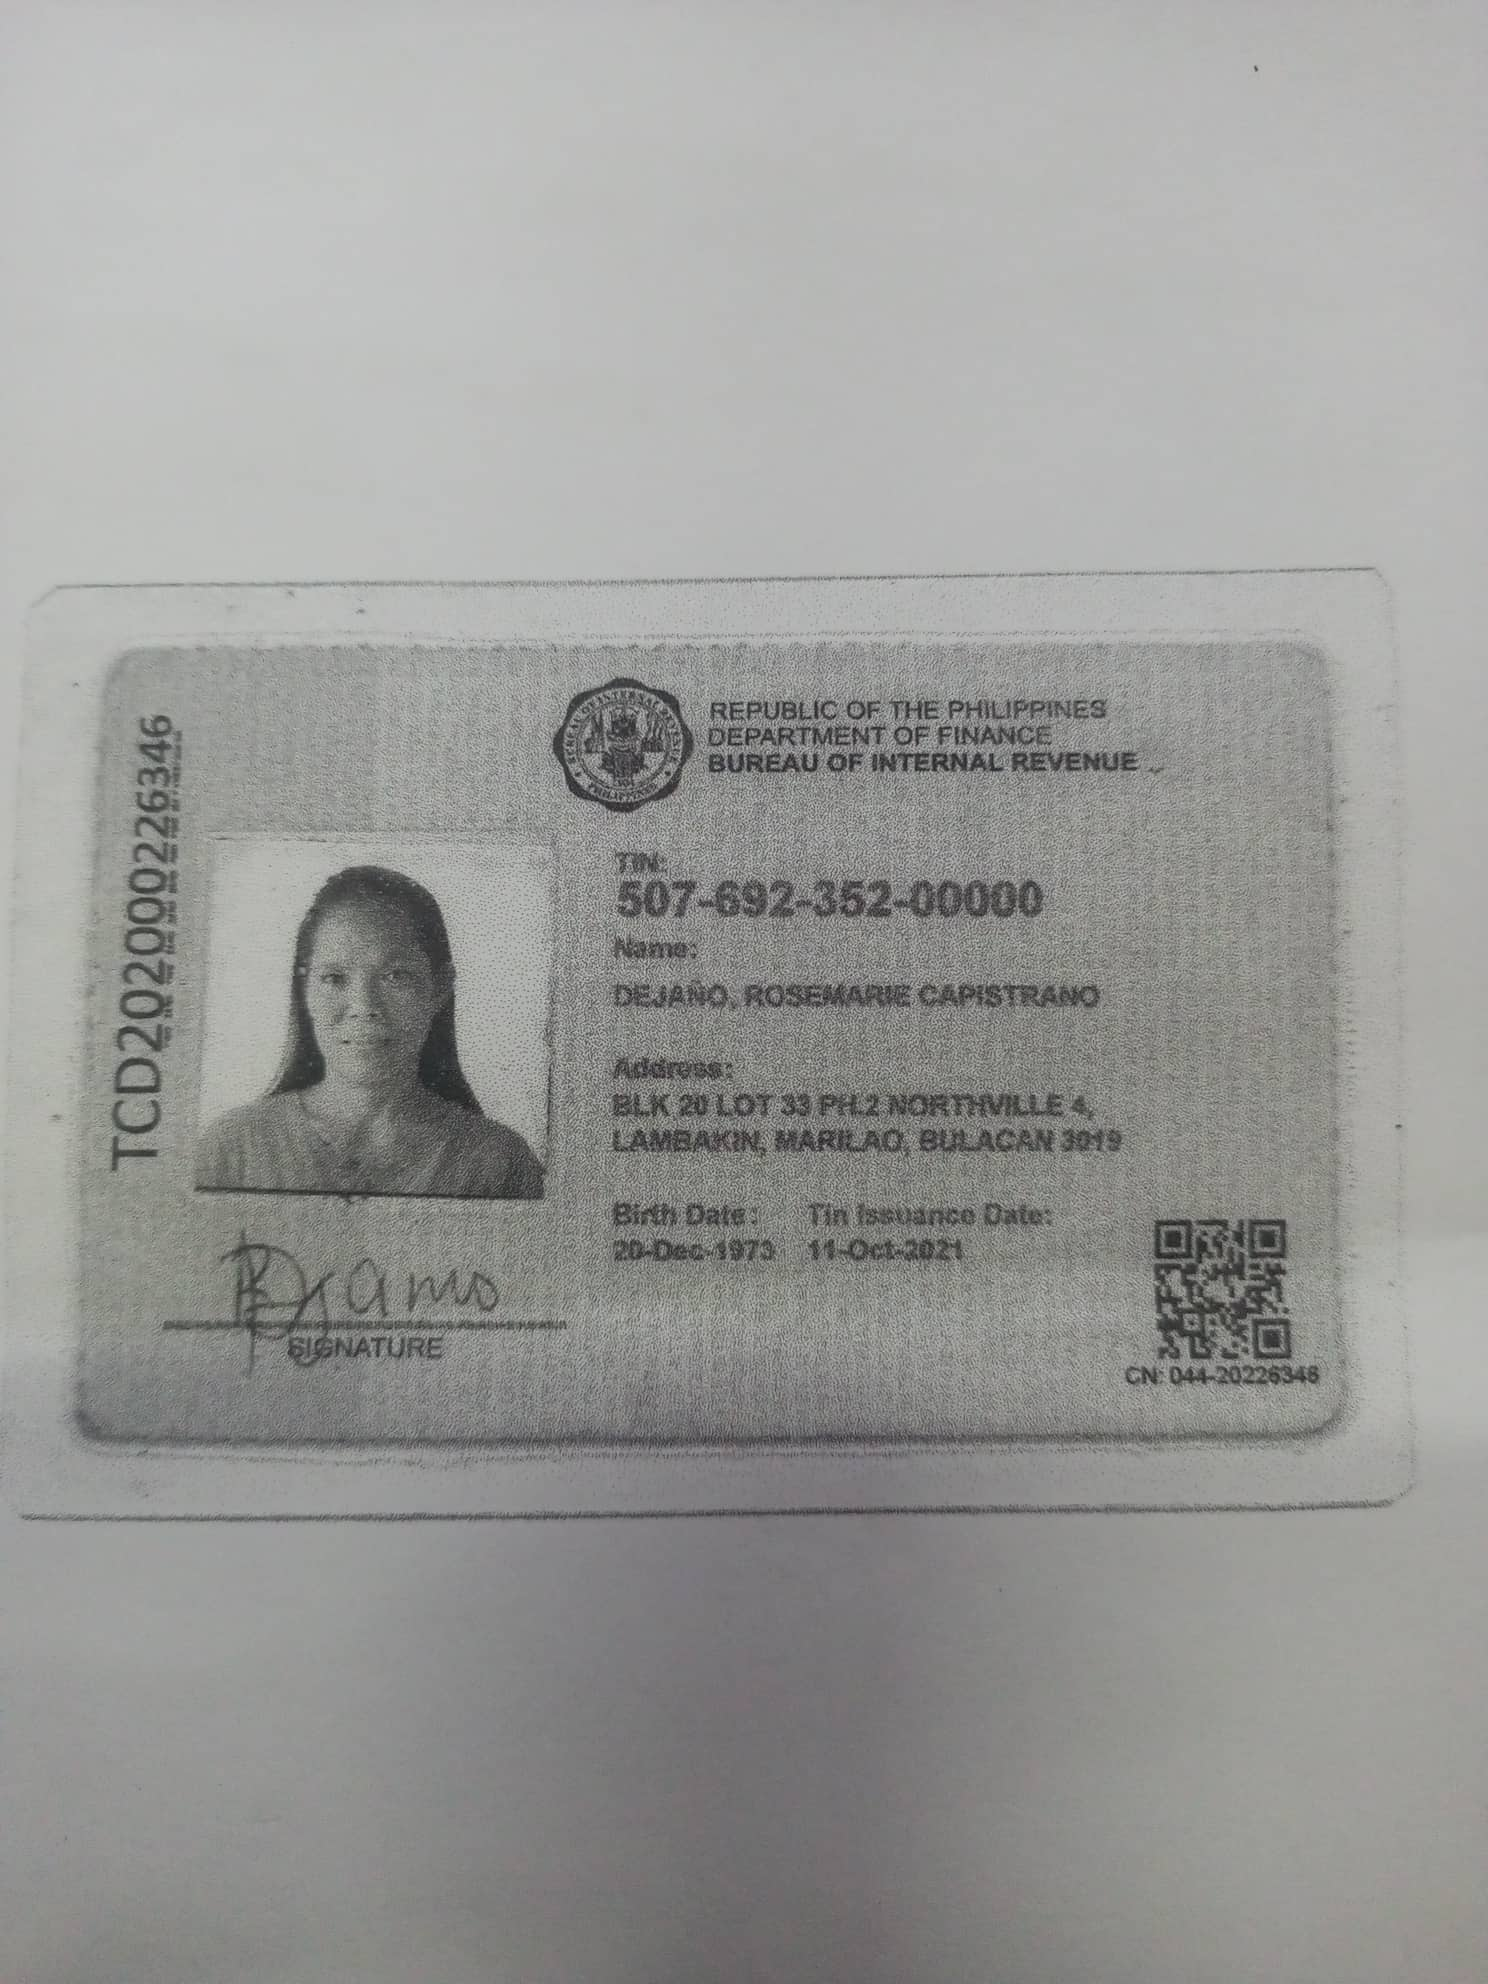 REPUBLIC OF THE PHILIPPINES
DEPARTMENT OF FINANCE
BUREAU OF INTERNAL REVENUE
TCD202000226346
TIN:
507-692-352-00000
Name:
DEJAÑO, ROSEMARIE CAPISTRANO
Address:
BLK 20 LOT 33 PH.2 NORTHVILLE 4,
LAMBAKIN, MARILAO, BULACAN 3019
Birth Date: Tin Issuance Date:
20-Dec-1973 11-Oct-2021
SIGNATURE
CN: 044-20226346